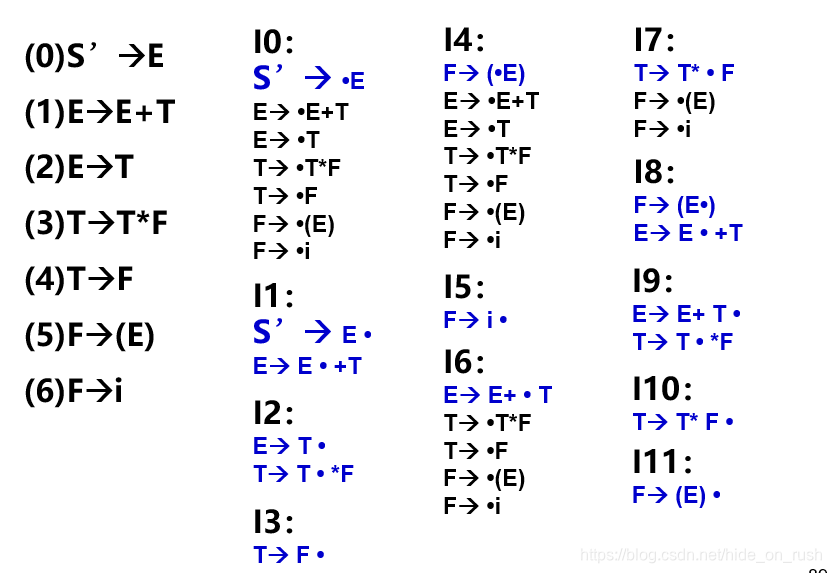 (0)S’→E
(1)E→E+T
(2)E→T
(3)T→T*F
(4)T→F
(5)F→(E)
(6)F→i
I0:
S’→ •E
E→ •E+T
E→ •T
T→ •T*F
T→ •F
F→ •(E)
F→ •i
I1:
S’→ E •
E→ E • +T
I2:
E→ T •
T→ T • *F
I3:
T→ F •
I4:
F→ (•E)
E→ •E+T
E→ •T
T→ •T*F
T→ •F
F→ •(E)
F→ •i
I5:
F→ i •
I6:
E→ E+ • T
T→ •T*F
T→ •F
F→ •(E)
F→ •i
I7:
T→ T* • F
F→ •(E)
F→ •i
I8:
F→ (E•)
E→ E • +T
I9:
E→ E+ T •
T→ T • *F
I10:
T→ T* F •
I11:
F→ (E) •
https://blog.csdn.net/hide_on_rush